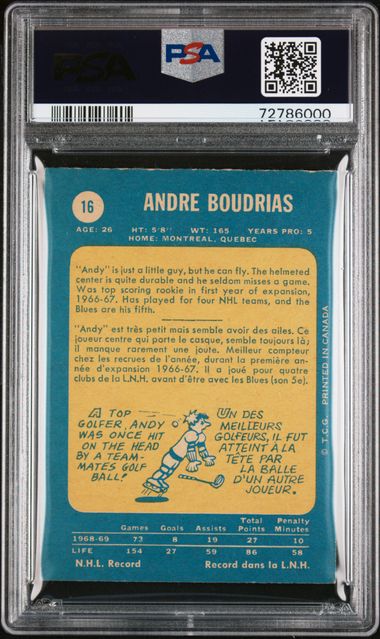 PSA
PSA
72786000
16
ANDRE BOUDRIAS
AGE: 26 HT: 5'8" WT: 165 YEARS PRO: 5
HOME: MONTREAL, QUEBEC
"Andy" is just a little guy, but he can fly. The helmeted
center is quite durable and he seldom misses a game.
Was top scoring rookie in first year of expansion,
1966-67. Has played for four NHL teams, and the
Blues are his fifth.
"Andy" est très petit mais semble avoir des ailes. Ce
joueur centre qui parte le casque, semble toujours là;
il manque rarement une joute. Meilleur compteur
chez les recrues de l'année, durant la première an-
née d'expansion 1966-67. Il a joué pour quatre
clubs de la L.N.H. avant d'être avec les Blues (son 5e).
A TOP
GOLFER, ANDY
WAS ONCE HIT
ON THE HEAD
BY A TEAM-
MATES GOLF
BALL!
UN DES
MEILLEURS
GOLFEURS, IL FUT
ATTEINT À LA
TÊTE PAR
LA BALLE
D'UN AUTRE
JOUEUR.
Games Goals Assists Total Points Penalty Minutes
1968-69 73 8 19 27 10
LIFE 154 27 59 86 58
N.H.L. Record Record dans la L.N.H.
© T.C.G. PRINTED IN CANADA